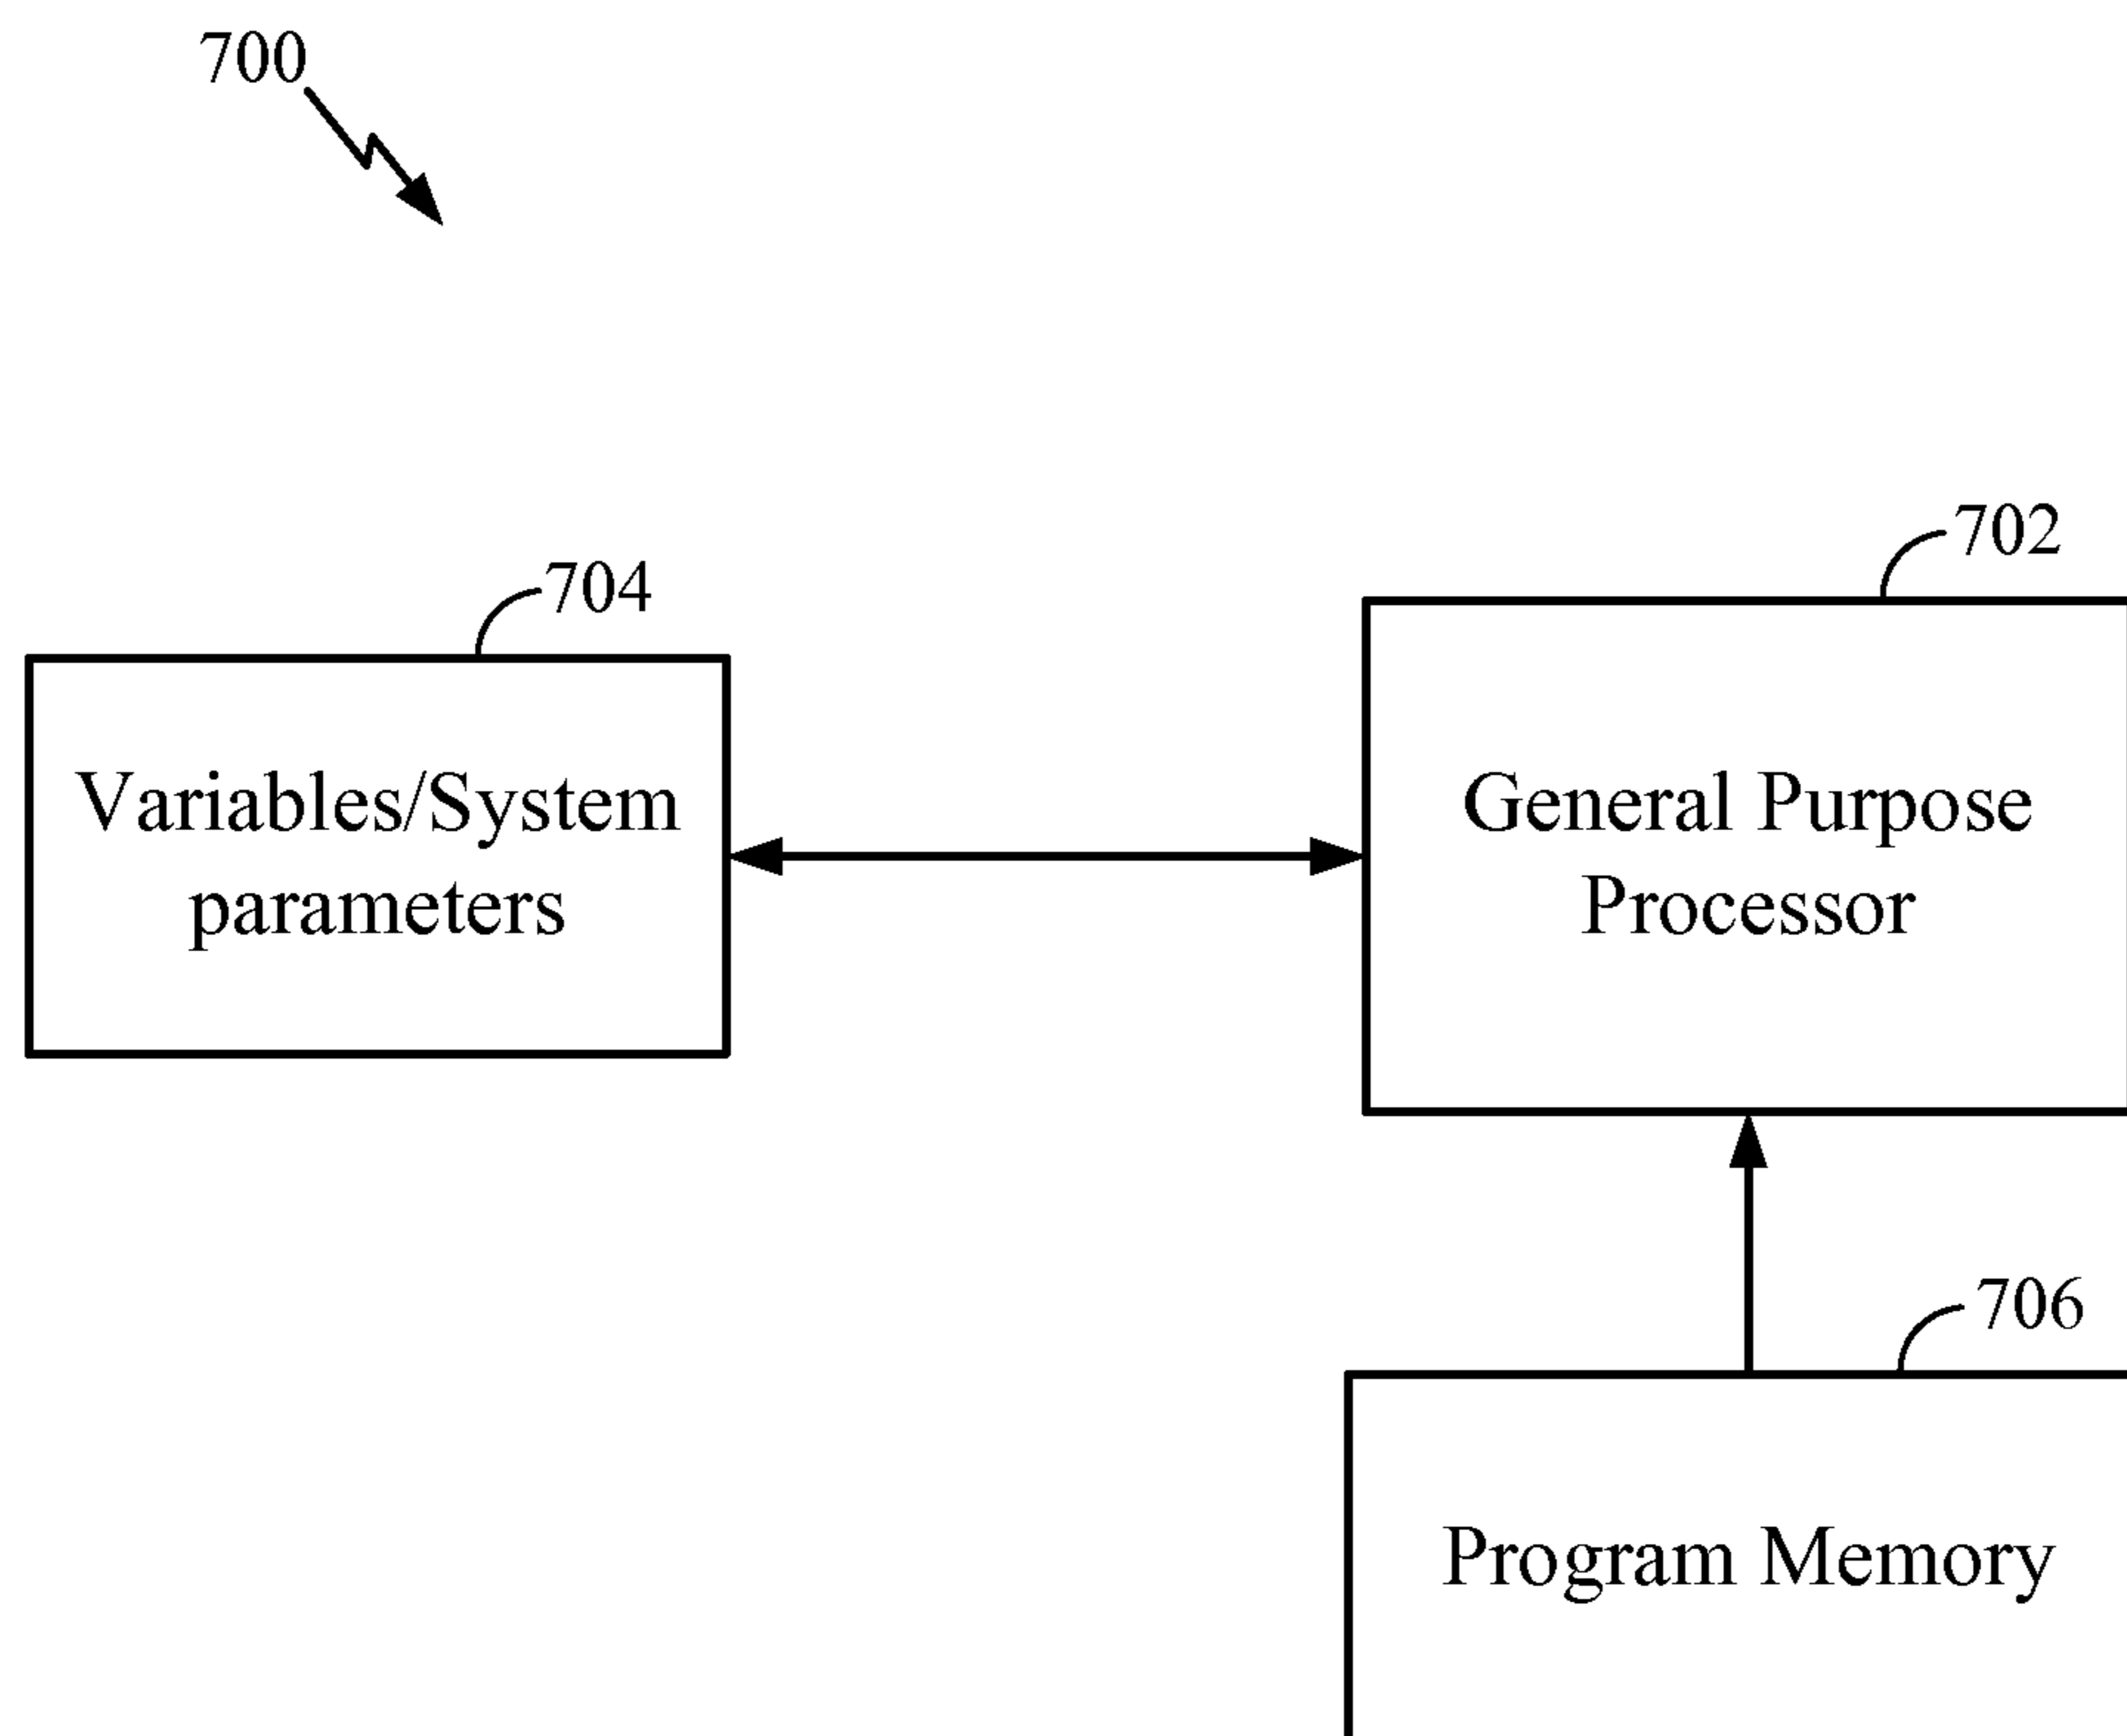 700
702
704
Variables/System
parameters
General Purpose
Processor
706
Program Memory